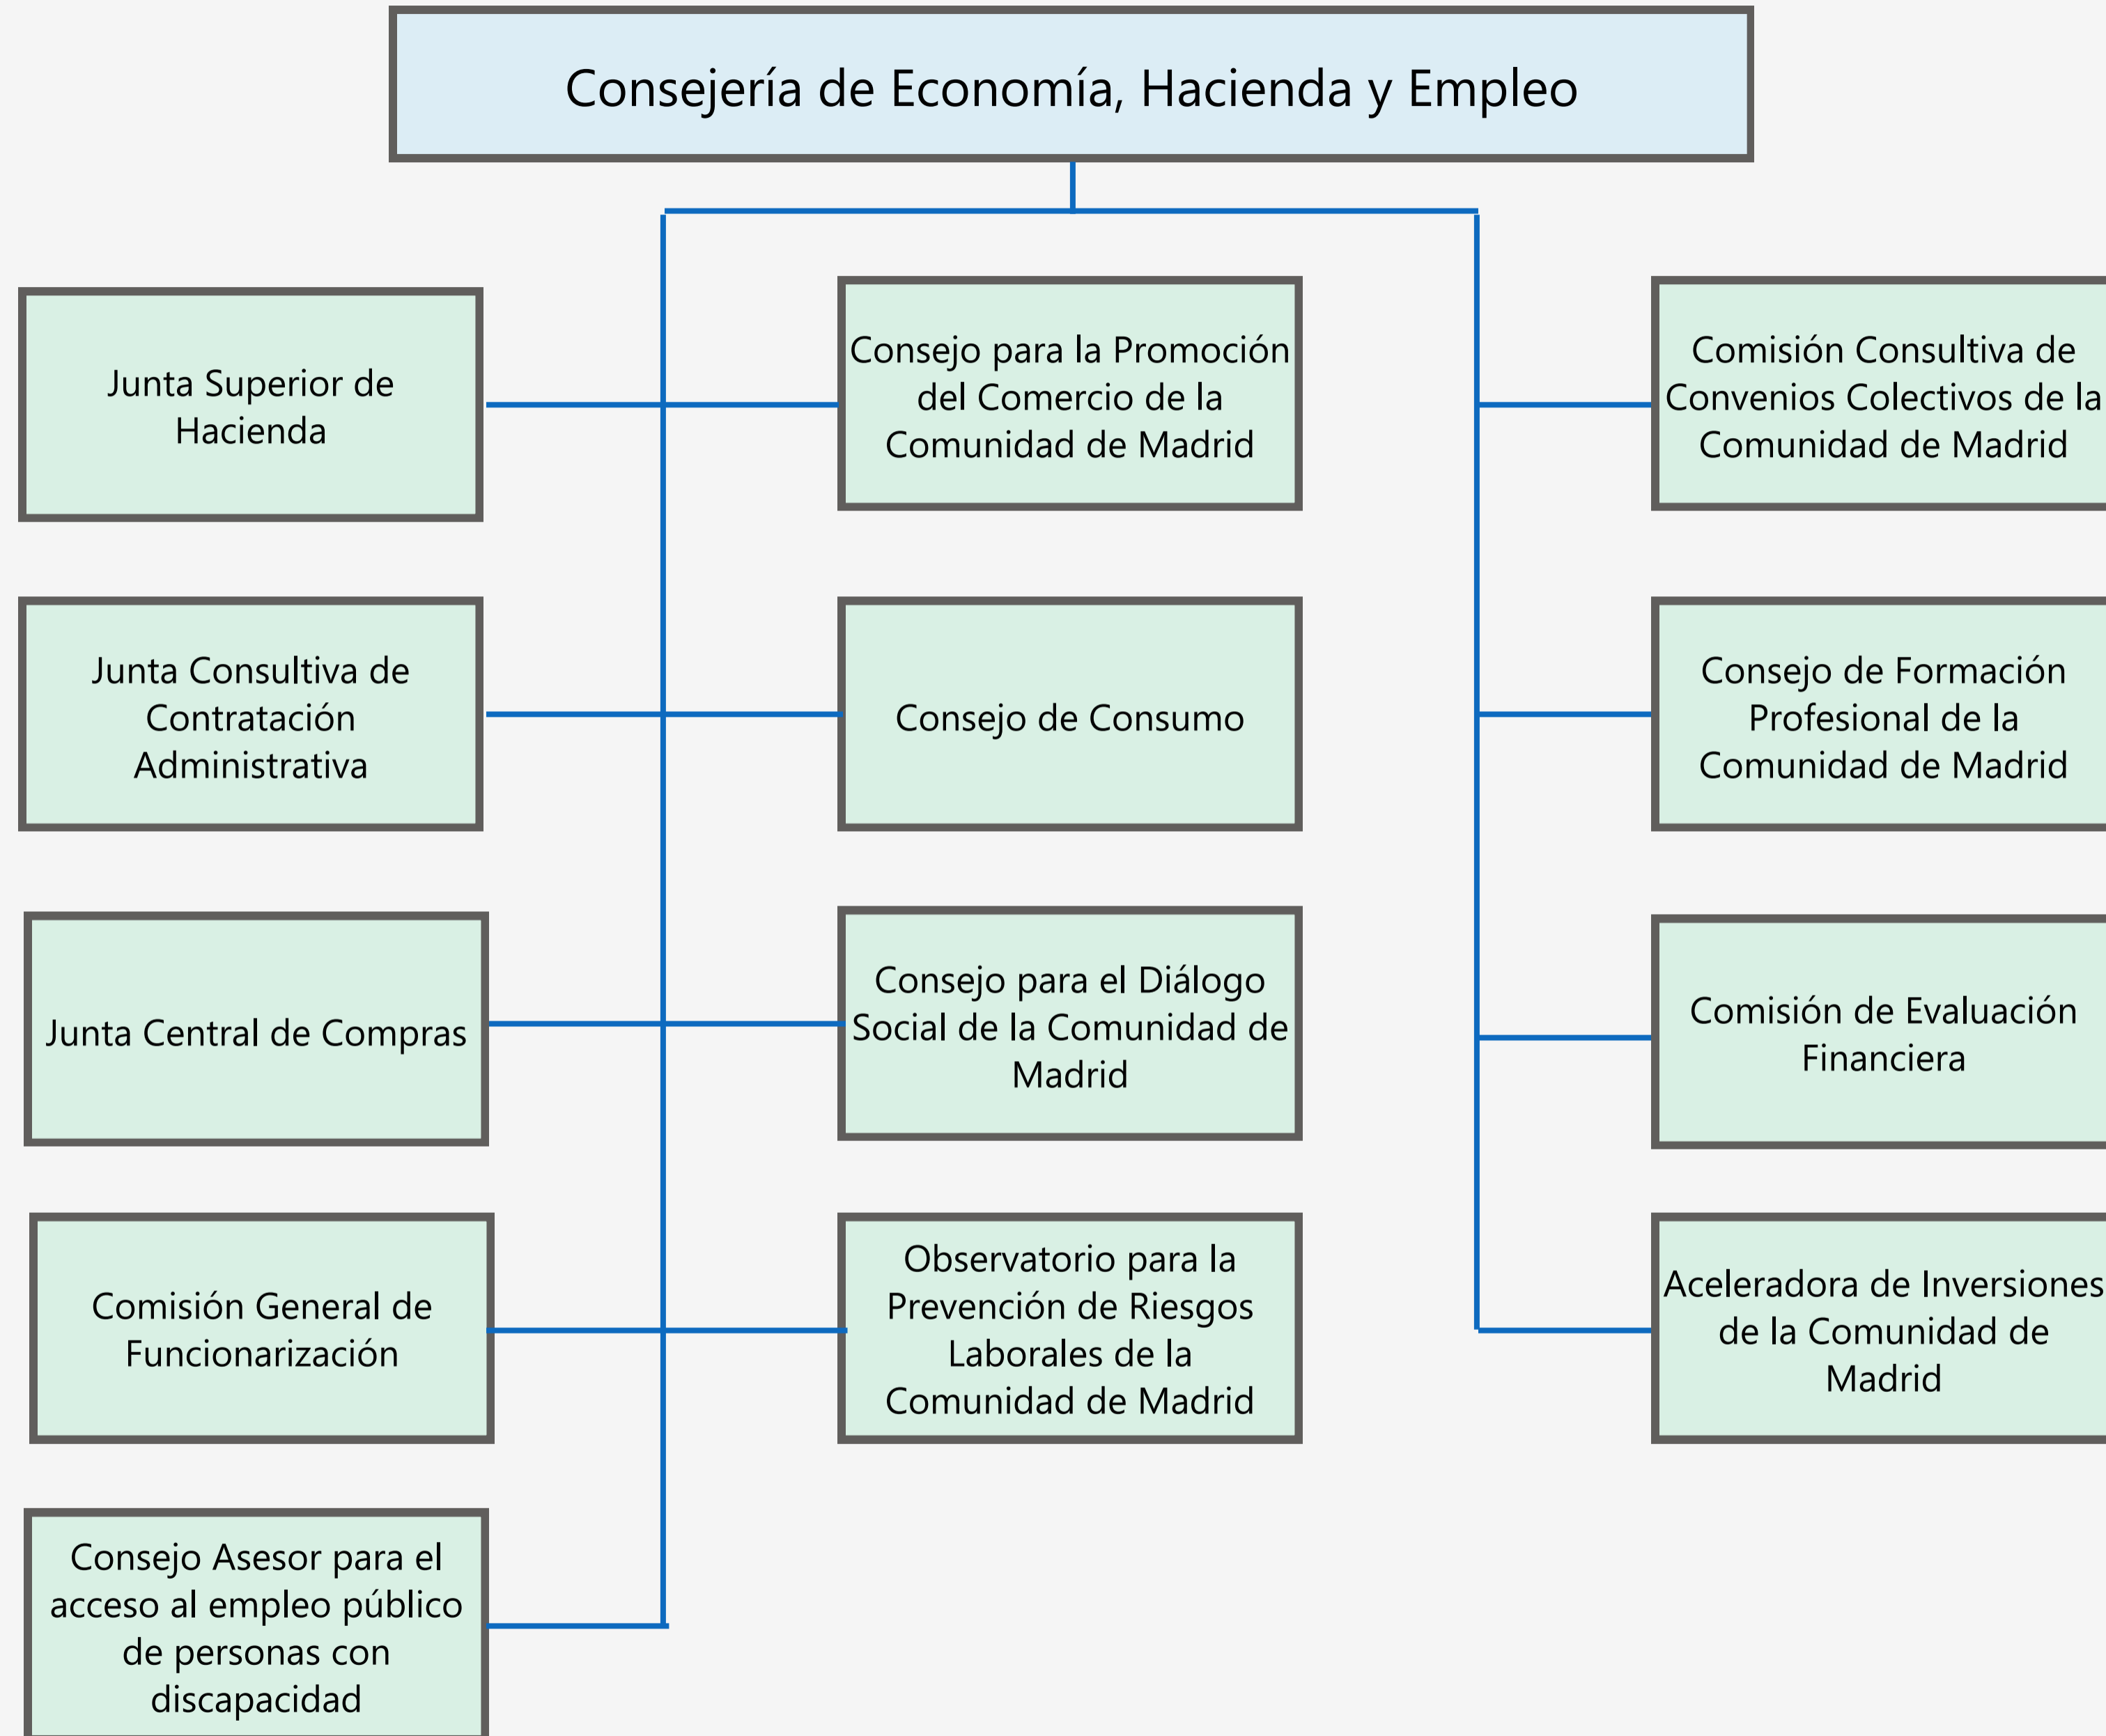 Consejería de Economía, Hacienda y Empleo
Junta Superior de
Hacienda
Consejo para la Promoción
del Comercio de la
Comunidad de Madrid
Comisión Consultiva de
Convenios Colectivos de la
Comunidad de Madrid
Junta Consultiva de
Contratación
Administrativa
Consejo de Consumo
Consejo de Formación
Profesional de la
Comunidad de Madrid
Junta Central de Compras
Consejo para el Diálogo
Social de la Comunidad de
Madrid
Comisión de Evaluación
Financiera
Comisión General de
Funcionarización
Observatorio para la
Prevención de Riesgos
Laborales de la
Comunidad de Madrid
Aceleradora de Inversiones
de la Comunidad de
Madrid
Consejo Asesor para el
acceso al empleo público
de personas con
discapacidad